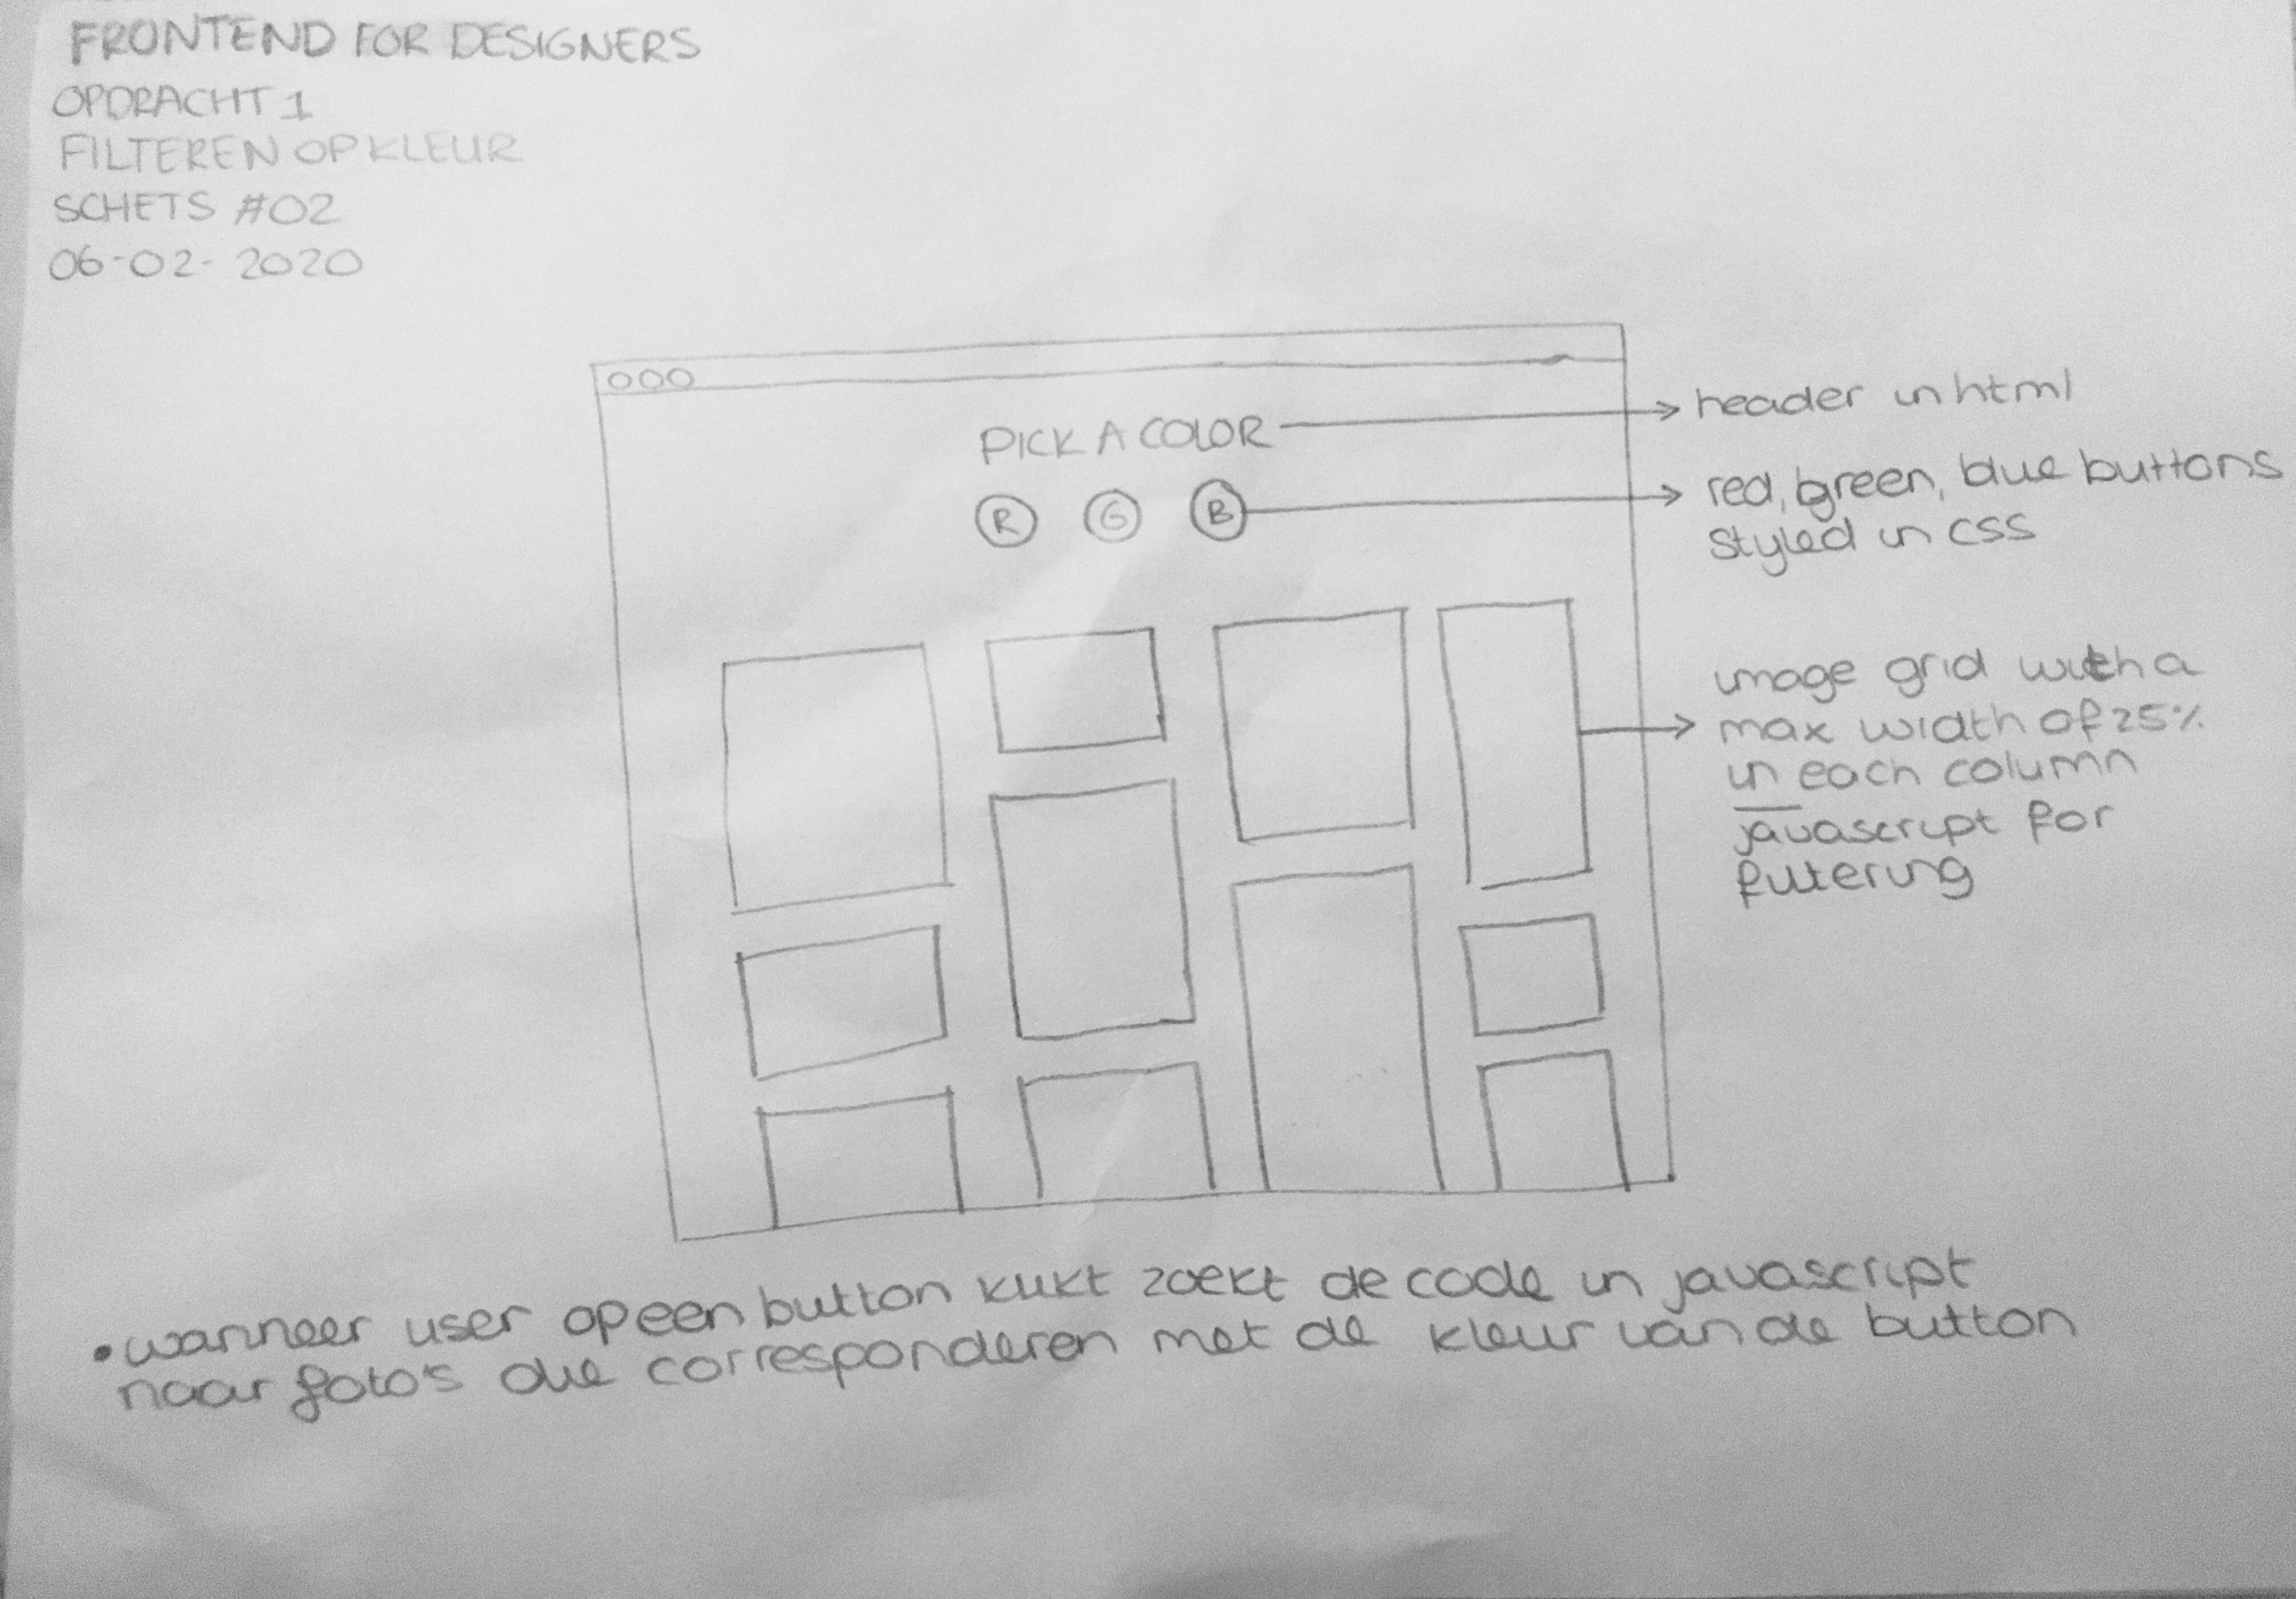 FRONTEND FOR DESIGNERS
OPDRACHT 1
FILTEREN OP KLEUR
SCHETS #02
06-02-2020
PICK A COLOR
R G B
header in html
red, green, blue buttons
styled in css
image grid with a
max width of 25%
in each column
javascript for
filtering
• wanneer user op een button klikt zoekt de code in javascript
naar foto's die corresponderen met de kleur van de button